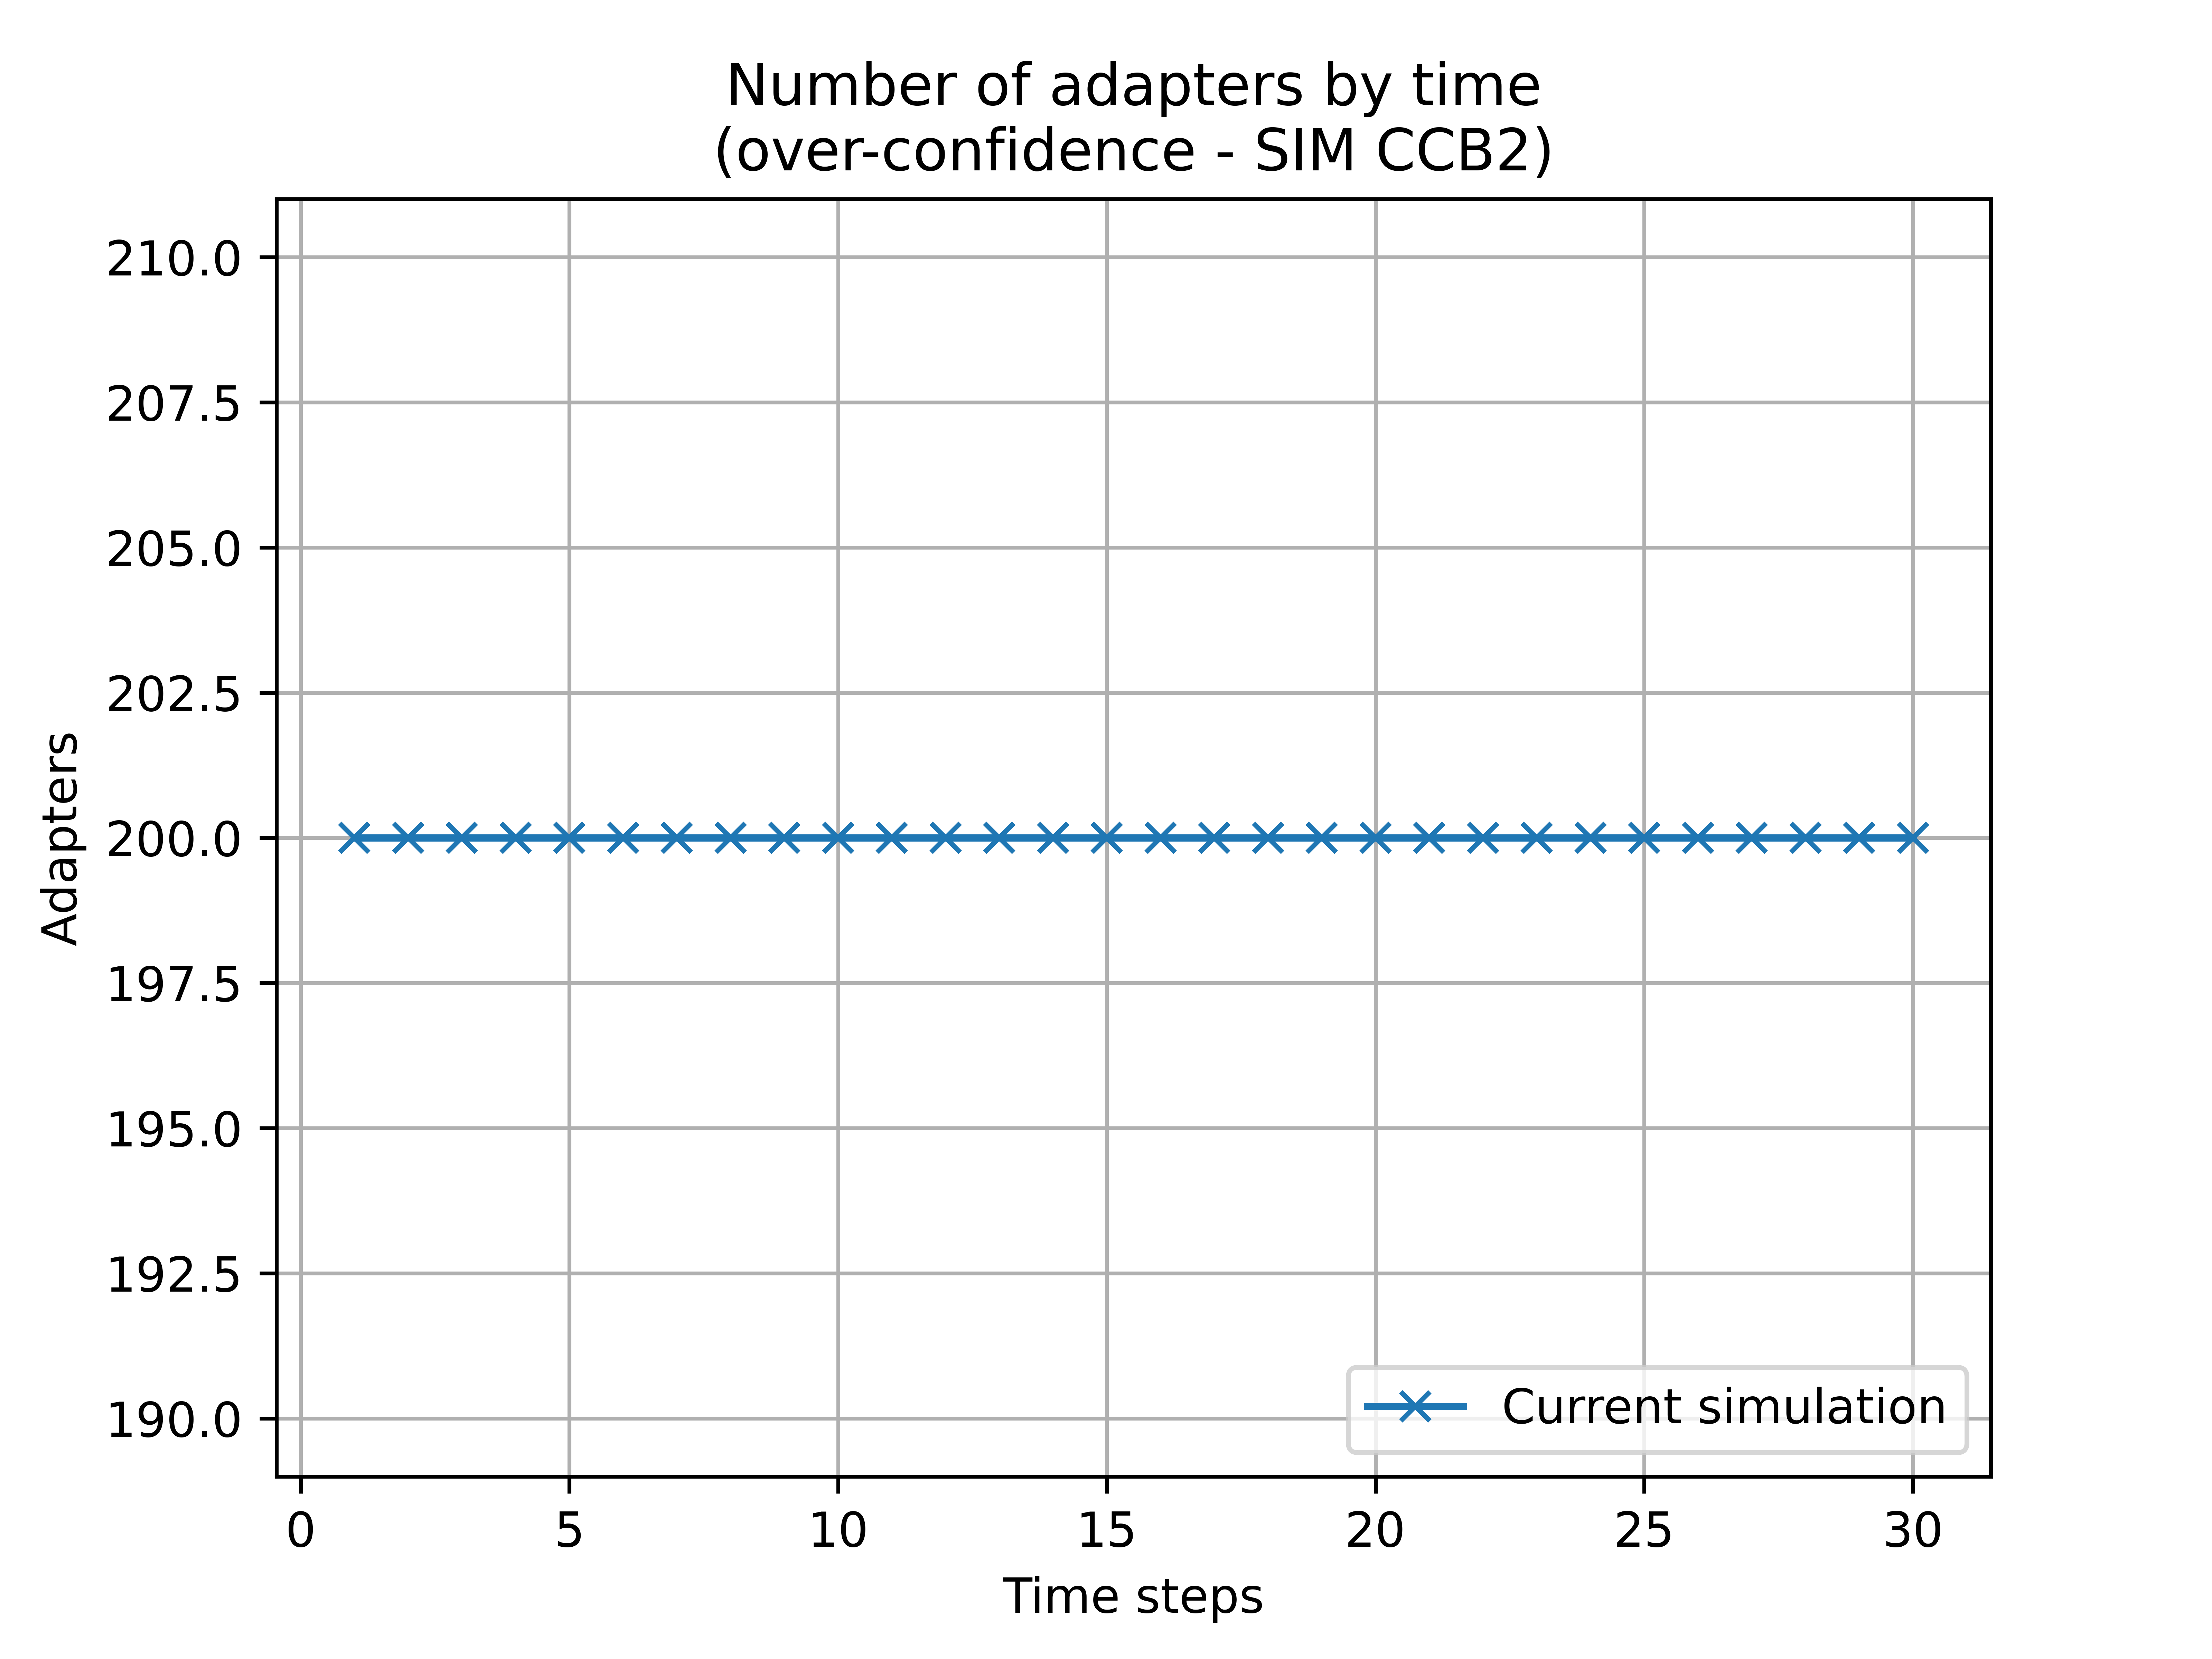 Number of adapters by time
(over-confidence - SIM CCB2)
210.0
207.5
205.0
202.5
200.0
197.5
195.0
192.5
190.0
Adapters
Current simulation
0 5 10 15 20 25 30
Time steps